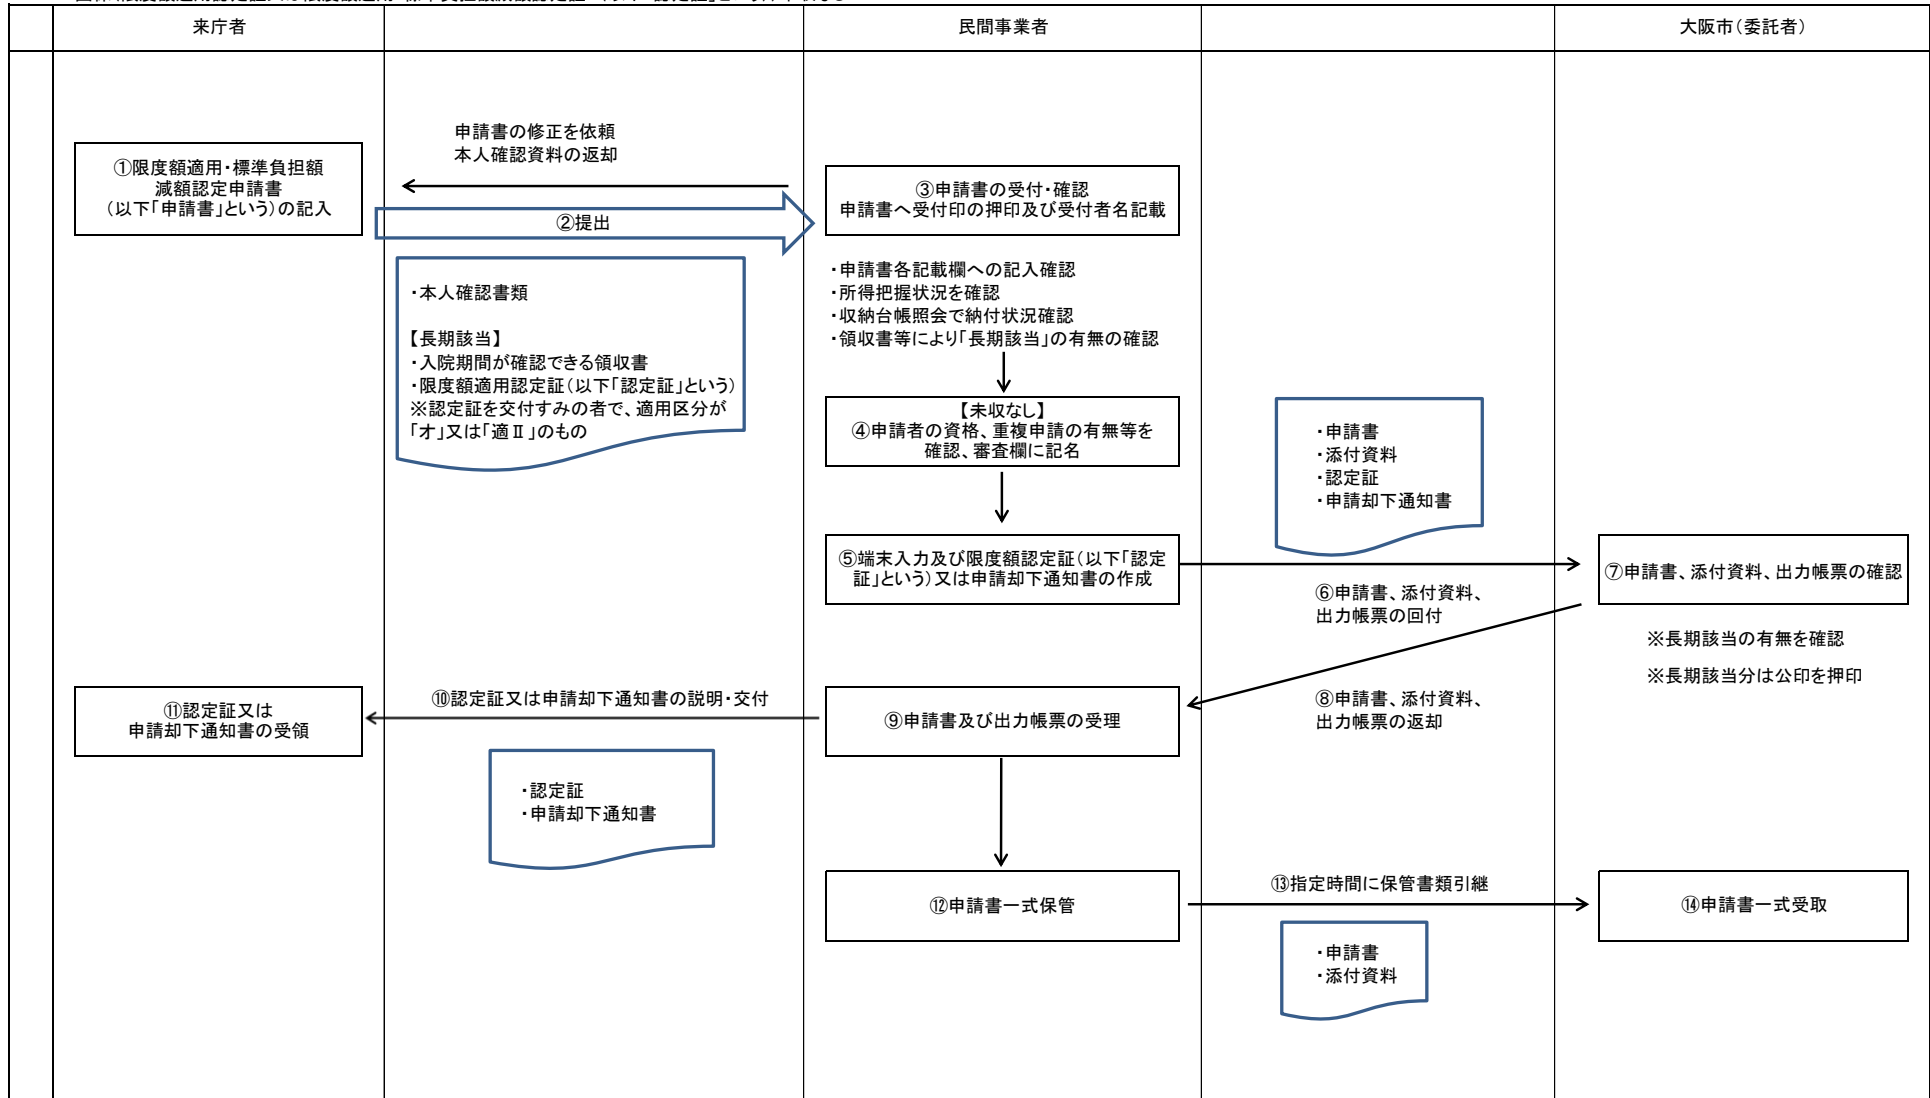 来庁者
民間事業者
大阪市(委託者)
申請書の修正を依頼
本人確認資料の返却
①限度額適用・標準負担額
減額認定申請書
(以下「申請書」という)の記入
②提出
③申請書の受付・確認
申請書へ受付印の押印及び受付者名記載
・本人確認書類
【長期該当】
・入院期間が確認できる領収書
・限度額適用認定証(以下「認定証」という)
※認定証を交付すみの者で、適用区分が
「オ」又は「適Ⅱ」のもの
・申請書各記載欄への記入確認
・所得把握状況を確認
・収納台帳照会で納付状況確認
・領収書等により「長期該当」の有無の確認
【未収なし】
④申請者の資格、重複申請の有無等を
確認、審査欄に記名
・申請書
・添付資料
・認定証
・申請却下通知書
⑤端末入力及び限度額認定証(以下「認定
証」という)又は申請却下通知書の作成
⑥申請書、添付資料、
出力帳票の回付
⑦申請書、添付資料、出力帳票の確認
※長期該当の有無を確認
※長期該当分は公印を押印
⑧申請書、添付資料、
出力帳票の返却
⑨申請書及び出力帳票の受理
⑩認定証又は申請却下通知書の説明・交付
⑪認定証又は
申請却下通知書の受領
・認定証
・申請却下通知書
⑫申請書一式保管
⑬指定時間に保管書類引継
⑭申請書一式受取
・申請書
・添付資料